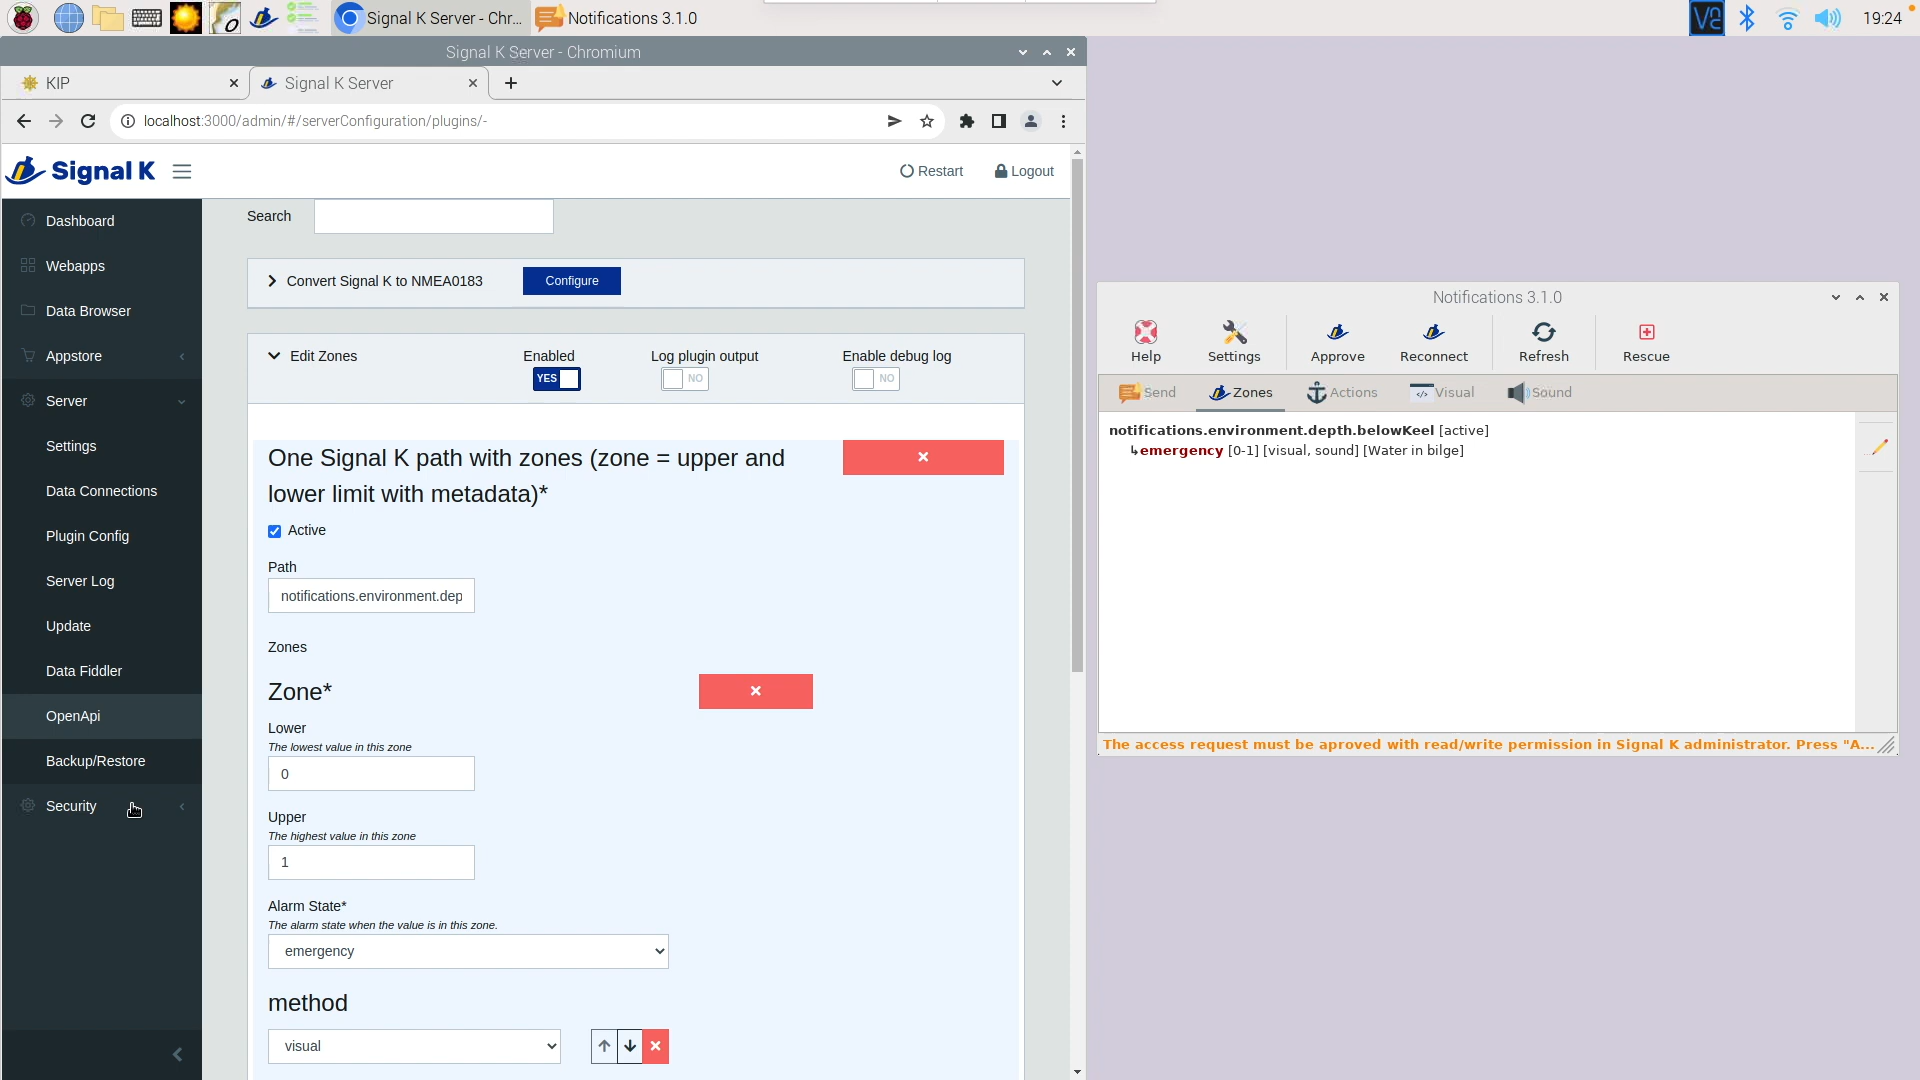 Signal K Server - Chr...
Notifications 3.1.0
19:24
Signal K Server - Chromium
KIP
Signal K Server
localhost:3000/admin/#/serverConfiguration/plugins/-
Signal K
Restart
Logout
Dashboard
Webapps
Data Browser
Appstore
Server
Settings
Data Connections
Plugin Config
Server Log
Update
Data Fiddler
OpenApi
Backup/Restore
Security
Search
Convert Signal K to NMEA0183
Configure
Edit Zones
Enabled
YES
Log plugin output
NO
Enable debug log
NO
One Signal K path with zones (zone = upper and
lower limit with metadata)*
Active
Path
notifications.environment.dep
Zones
Zone*
Lower
The lowest value in this zone
0
Upper
The highest value in this zone
1
Alarm State*
The alarm state when the value is in this zone.
emergency
method
visual
Notifications 3.1.0
Help
Settings
Approve
Reconnect
Refresh
Rescue
Send
Zones
Actions
Visual
Sound
notifications.environment.depth.belowKeel [active]
↳emergency [0-1] [visual, sound] [Water in bilge]
The access request must be aproved with read/write permission in Signal K administrator. Press "A...